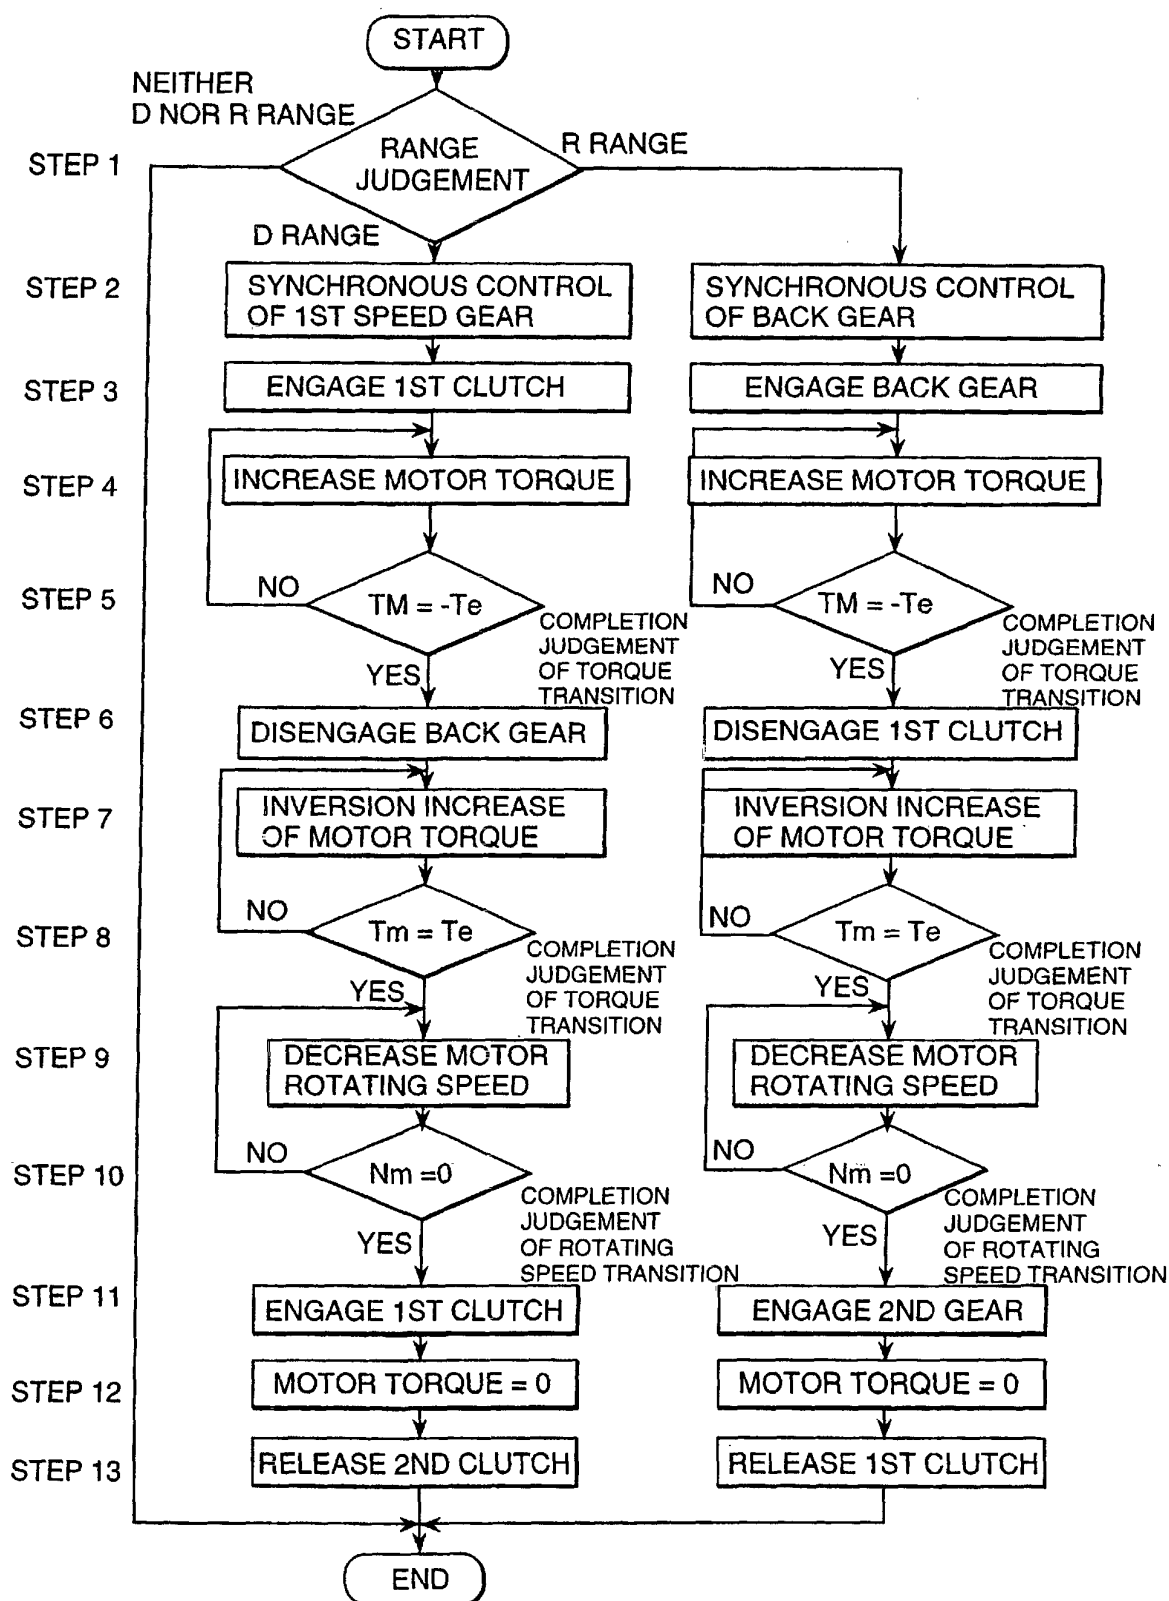 START
NEITHER
D NOR R RANGE
STEP 1
RANGE
JUDGEMENT
R RANGE
D RANGE
STEP 2
SYNCHRONOUS CONTROL
OF 1ST SPEED GEAR
SYNCHRONOUS CONTROL
OF BACK GEAR
STEP 3
ENGAGE 1ST CLUTCH
ENGAGE BACK GEAR
STEP 4
INCREASE MOTOR TORQUE
INCREASE MOTOR TORQUE
STEP 5
NO
TM = -Te
COMPLETION
JUDGEMENT
OF TORQUE
TRANSITION
YES
NO
TM = -Te
COMPLETION
JUDGEMENT
OF TORQUE
TRANSITION
YES
STEP 6
DISENGAGE BACK GEAR
DISENGAGE 1ST CLUTCH
STEP 7
INVERSION INCREASE
OF MOTOR TORQUE
INVERSION INCREASE
OF MOTOR TORQUE
STEP 8
NO
Tm = Te
COMPLETION
JUDGEMENT
OF TORQUE
TRANSITION
YES
NO
Tm = Te
COMPLETION
JUDGEMENT
OF TORQUE
TRANSITION
YES
STEP 9
DECREASE MOTOR
ROTATING SPEED
DECREASE MOTOR
ROTATING SPEED
STEP 10
NO
Nm =0
COMPLETION
JUDGEMENT
OF ROTATING
SPEED TRANSITION
YES
NO
Nm =0
COMPLETION
JUDGEMENT
OF ROTATING
SPEED TRANSITION
YES
STEP 11
ENGAGE 1ST CLUTCH
ENGAGE 2ND GEAR
STEP 12
MOTOR TORQUE = 0
MOTOR TORQUE = 0
STEP 13
RELEASE 2ND CLUTCH
RELEASE 1ST CLUTCH
END